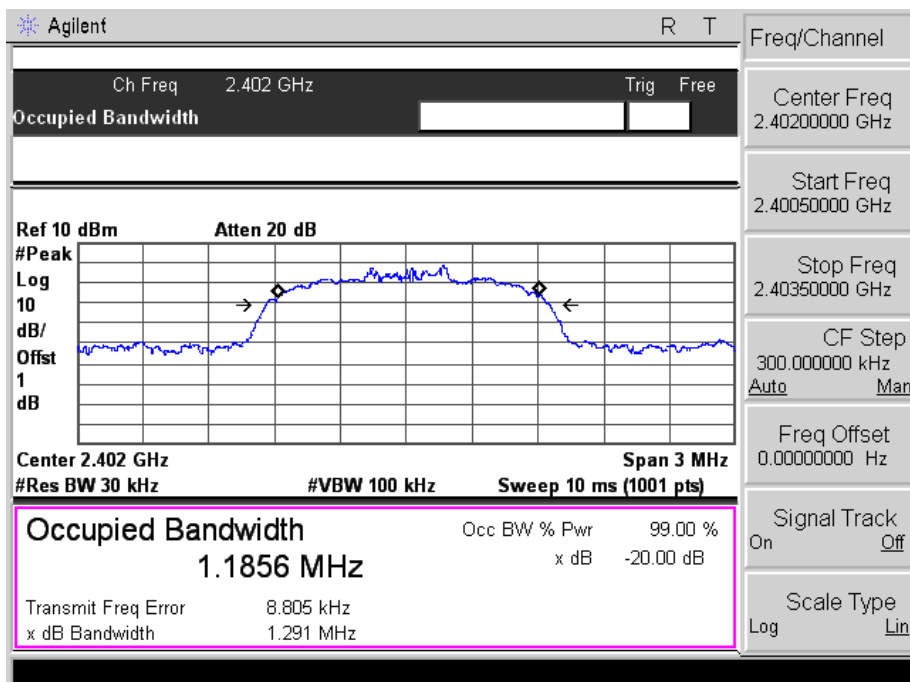 Agilent R T
Freq/Channel
Ch Freq 2.402 GHz Trig Free
Occupied Bandwidth
Center Freq
2.40200000 GHz
Start Freq
2.40050000 GHz
Stop Freq
2.40350000 GHz
CF Step
300.000000 kHz
Auto Man
Freq Offset
0.00000000 Hz
Signal Track
On Off
Scale Type
Log Lin
Ref 10 dBm Atten 20 dB
#Peak
Log
10
dB/
Offst
1
dB
Center 2.402 GHz Span 3 MHz
#Res BW 30 kHz #VBW 100 kHz Sweep 10 ms (1001 pts)
Occupied Bandwidth Occ BW % Pwr 99.00 %
1.1856 MHz x dB -20.00 dB
Transmit Freq Error 8.805 kHz
x dB Bandwidth 1.291 MHz